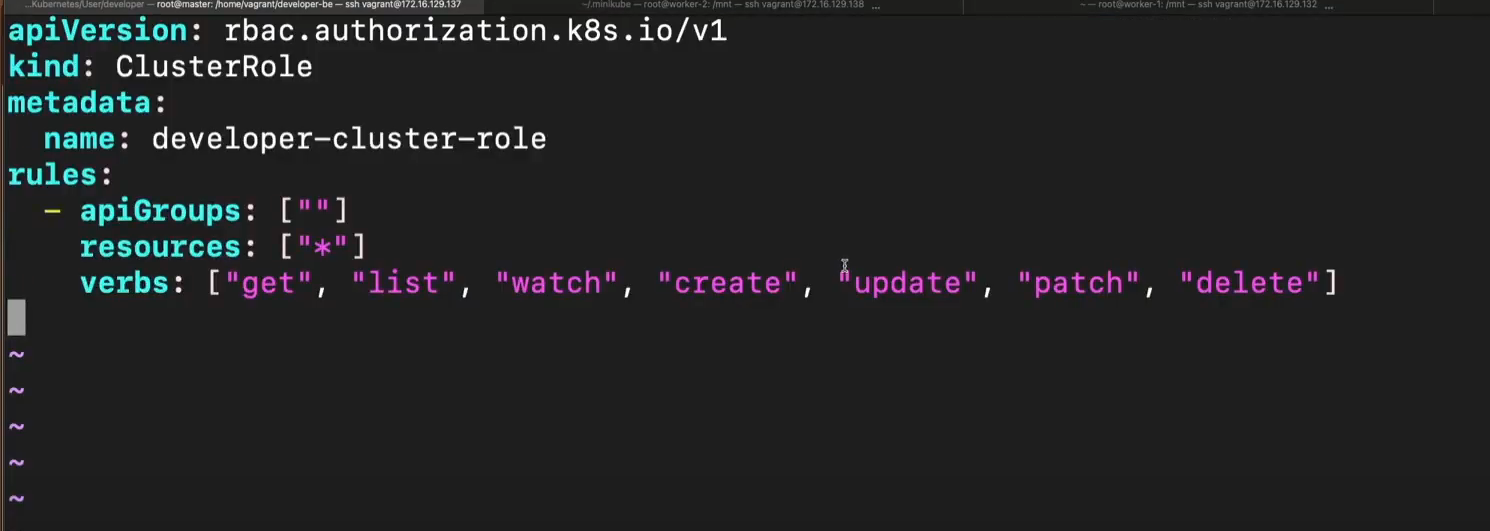 ...Kubernetes/User/developer — root@master: /home/vagrant/developer-be — ssh vagrant@172.16.129.137
~/.minikube — root@worker-2: /mnt — ssh vagrant@172.16.129.138 ...
~ — root@worker-1: /mnt — ssh vagrant@172.16.129.132 ...
apiVersion: rbac.authorization.k8s.io/v1
kind: ClusterRole
metadata:
  name: developer-cluster-role
rules:
  - apiGroups: [""]
    resources: ["*"]
    verbs: ["get", "list", "watch", "create", "update", "patch", "delete"]
~
~
~
~
~